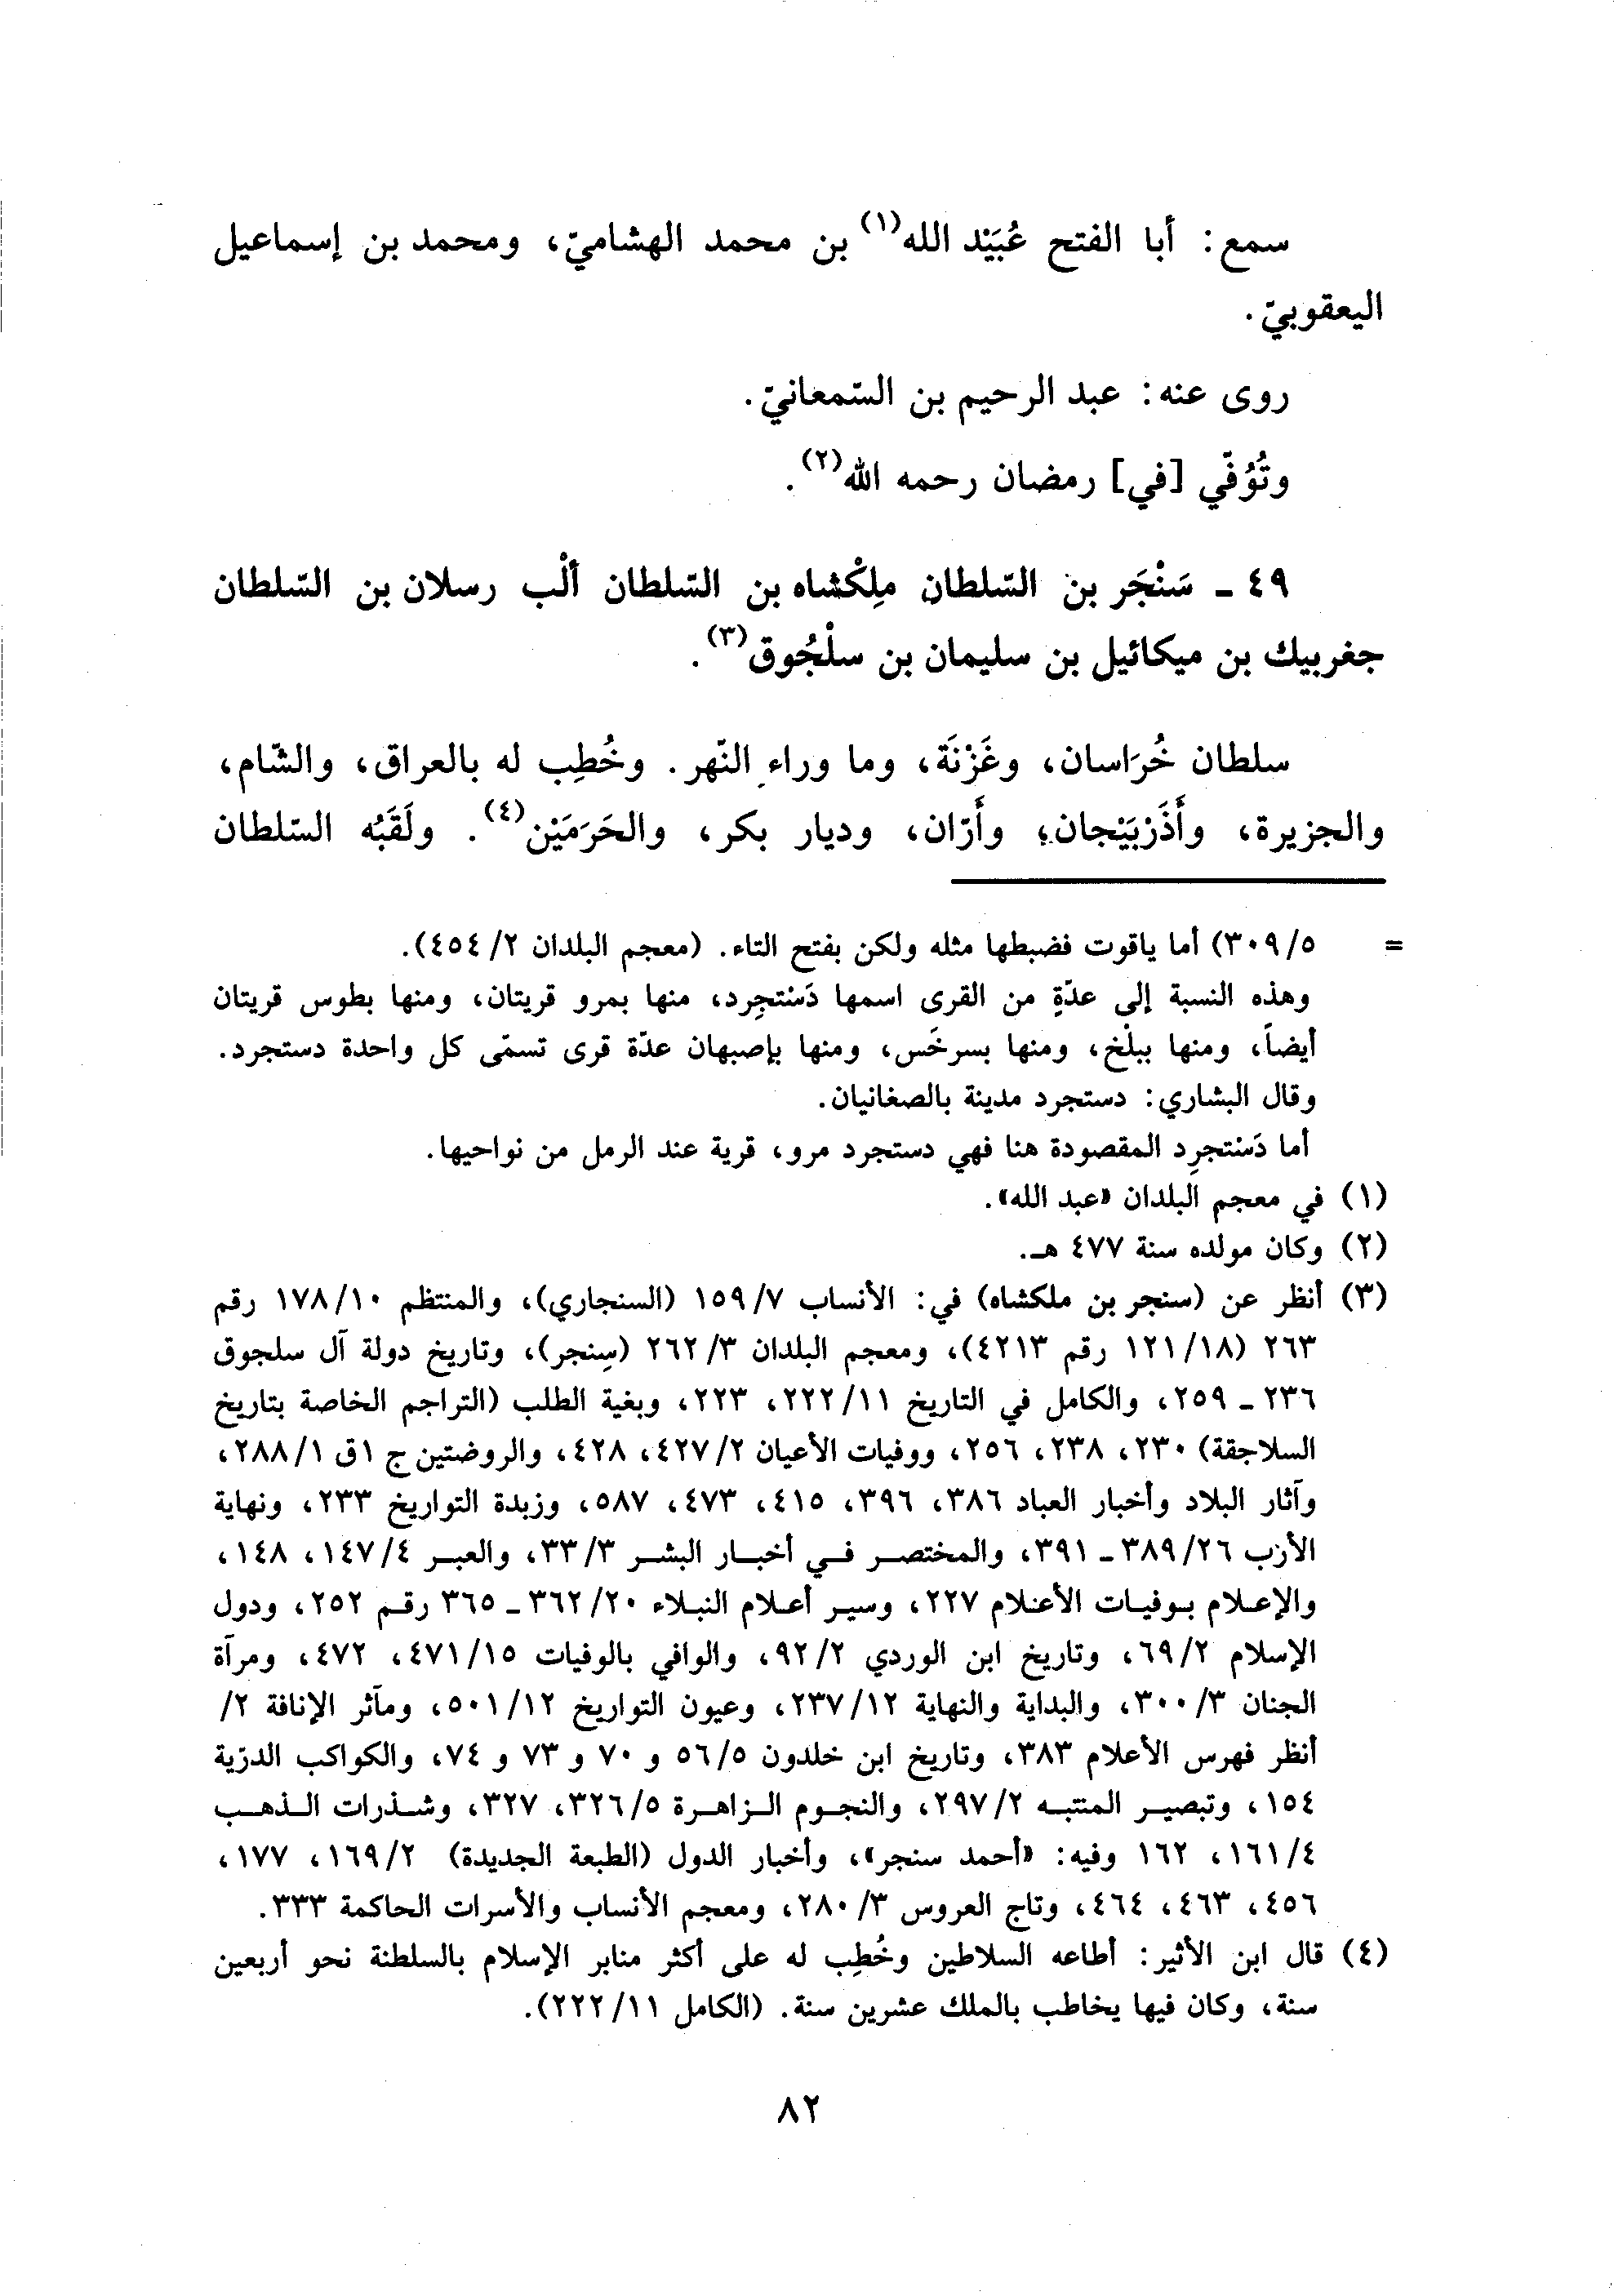 سمع: أبا الفتح عُبَيْد الله(١) بن محمد الهشاميّ، ومحمد بن إسماعيل
اليعقوبيّ.
روى عنه: عبد الرحيم بن السّمعانيّ.
وتُوُفّي [في] رمضان رحمه الله(٢).
٤٩ ـ سَنْجَر بن السّلطان مِلِكْشاه بن السّلطان ألْب رسلان بن السّلطان
جغربيك بن ميكائيل بن سليمان بن سلْجُوق(٣).
سلطان خُرَاسان، وغَزْنَة، وما وراء النّهر. وخُطِب له بالعراق، والشّام،
والجزيرة، وأَذَرْبَيْجان، وأَرّان، وديار بكر، والحَرَمَيْن(٤). ولَقَبُه السّلطان
= ٣٠٩/٥) أما ياقوت فضبطها مثله ولكن بفتح التاء. (معجم البلدان ٤٥٤/٢).
وهذه النسبة إلى عدّةٍ من القرى اسمها دَسْتجِرد، منها بمرو قريتان، ومنها بطوس قريتان
أيضاً، ومنها ببلْخ، ومنها بسرخَس، ومنها بإصبهان عدّة قرى تسمّى كل واحدة دستجرد.
وقال البشاري: دستجرد مدينة بالصغانيان.
أما دَسْتجرِد المقصودة هنا فهي دستجرد مرو، قرية عند الرمل من نواحيها.
(١) في معجم البلدان «عبد الله».
(٢) وكان مولده سنة ٤٧٧ هـ.
(٣) أنظر عن (سنجر بن ملكشاه) في: الأنساب ١٥٩/٧ (السنجاري)، والمنتظم ١٧٨/١٠ رقم
٢٦٣ (١٢١/١٨ رقم ٤٢١٣)، ومعجم البلدان ٢٦٢/٣ (سِنجر)، وتاريخ دولة آل سلجوق
٢٣٦ ـ ٢٥٩، والكامل في التاريخ ٢٢٢/١١، ٢٢٣، وبغية الطلب (التراجم الخاصة بتاريخ
السلاجقة) ٢٣٠، ٢٣٨، ٢٥٦، ووفيات الأعيان ٤٢٧/٢، ٤٢٨، والروضتين ج ١ق ٢٨٨/١،
وآثار البلاد وأخبار العباد ٣٨٦، ٣٩٦، ٤١٥، ٤٧٣، ٥٨٧، وزبدة التواريخ ٢٣٣، ونهاية
الأرب ٣٨٩/٢٦ ـ ٣٩١، والمختصر في أخبار البشر ٣٣/٣، والعبر ١٤٧/٤، ١٤٨،
والإعلام بوفيات الأعلام ٢٢٧، وسير أعلام النبلاء ٣٦٢/٢٠ ـ ٣٦٥ رقم ٢٥٢، ودول
الإسلام ٦٩/٢، وتاريخ ابن الوردي ٩٢/٢، والوافي بالوفيات ٤٧١/١٥، ٤٧٢، ومرآة
الجنان ٣٠٠/٣، والبداية والنهاية ٢٣٧/١٢، وعيون التواريخ ٥٠١/١٢، ومآثر الإنافة ٢/
أنظر فهرس الأعلام ٣٨٣، وتاريخ ابن خلدون ٥٦/٥ و ٧٠ و ٧٣ و ٧٤، والكواكب الدرّية
١٥٤، وتبصير المنتبه ٢٩٧/٢، والنجوم الزاهرة ٣٢٦/٥، ٣٢٧، وشذرات الذهب
١٦١/٤، ١٦٢ وفيه: «أحمد سنجر»، وأخبار الدول (الطبعة الجديدة) ١٦٩/٢، ١٧٧،
٤٥٦، ٤٦٣، ٤٦٤، وتاج العروس ٢٨٠/٣، ومعجم الأنساب والأسرات الحاكمة ٣٣٣.
(٤) قال ابن الأثير: أطاعه السلاطين وخُطِب له على أكثر منابر الإسلام بالسلطنة نحو أربعين
سنة، وكان فيها يخاطب بالملك عشرين سنة. (الكامل ٢٢٢/١١).
٨٢